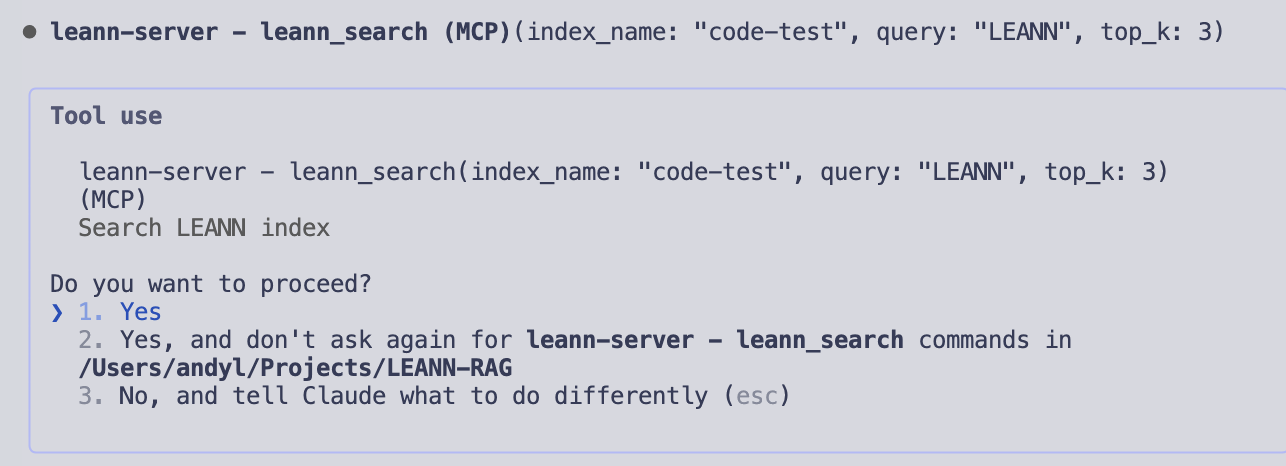 ● leann-server - leann_search (MCP)(index_name: "code-test", query: "LEANN", top_k: 3)
Tool use
leann-server - leann_search(index_name: "code-test", query: "LEANN", top_k: 3)
(MCP)
Search LEANN index
Do you want to proceed?
❯ 1. Yes
2. Yes, and don't ask again for leann-server - leann_search commands in
/Users/andyl/Projects/LEANN-RAG
3. No, and tell Claude what to do differently (esc)